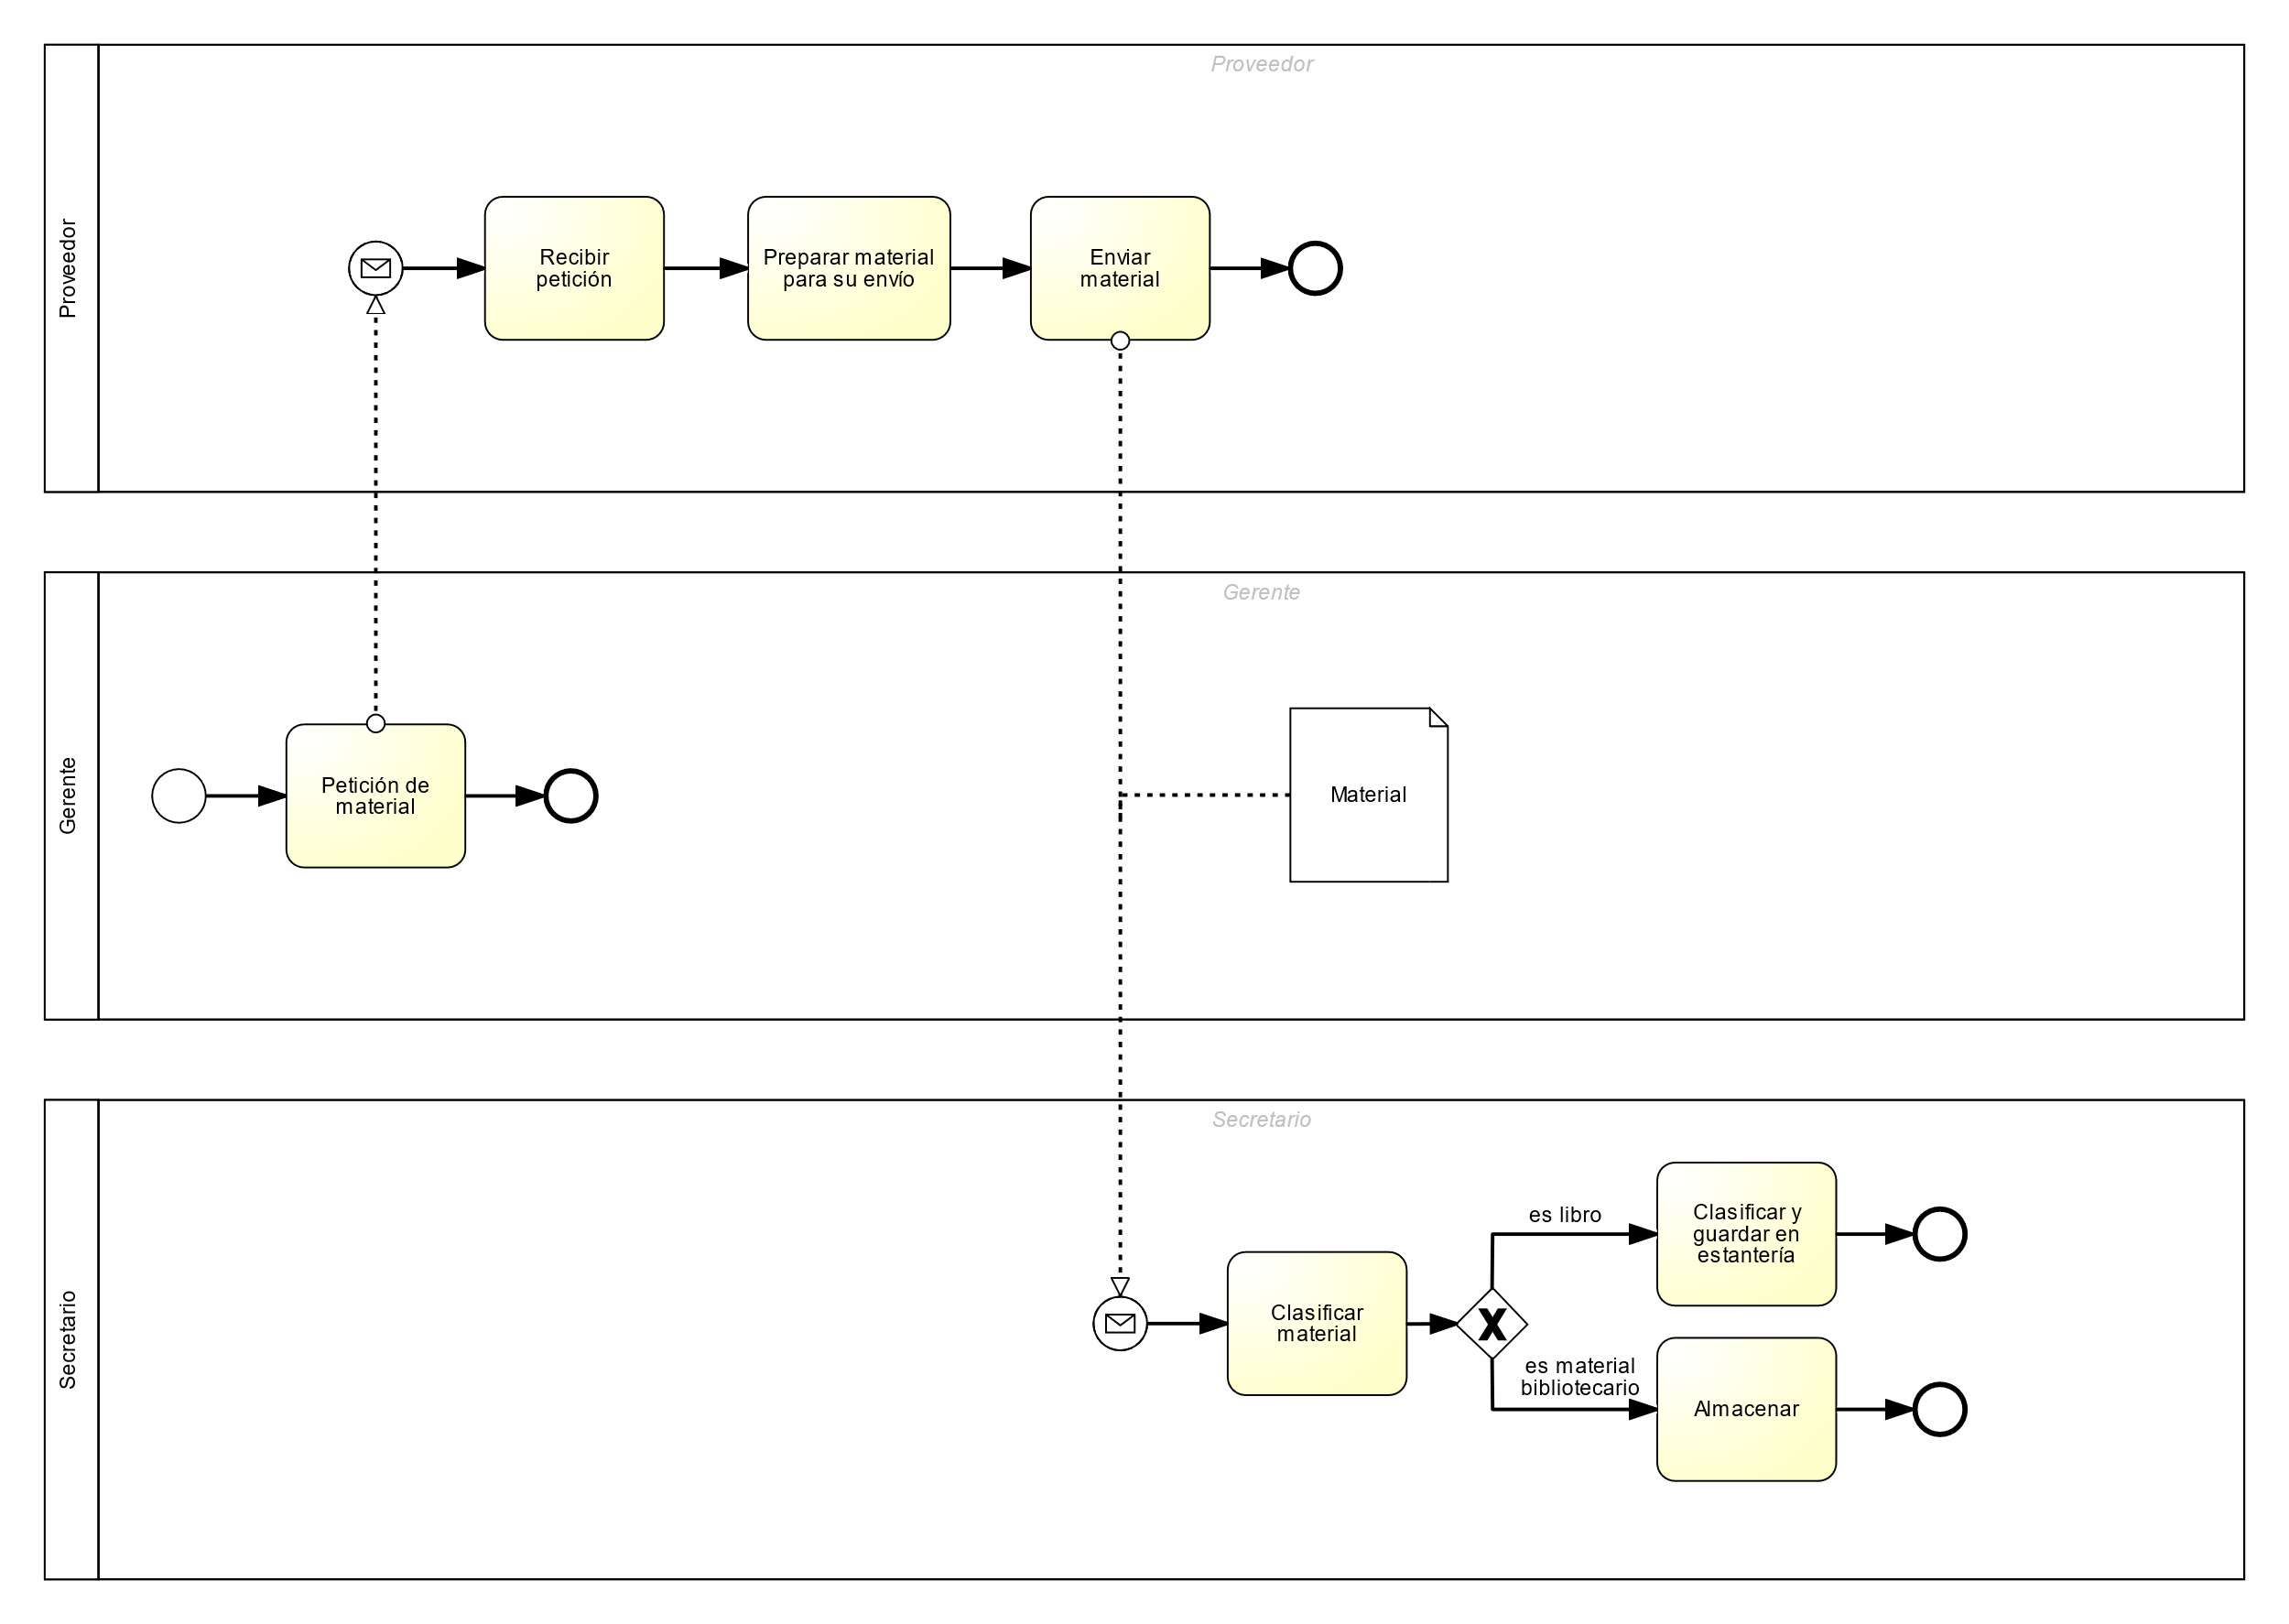 Proveedor
Proveedor
Recibir
petición
Preparar material
para su envío
Enviar
material
Gerente
Gerente
Petición de
material
Material
Secretario
Secretario
Clasificar
material
es libro
Clasificar y
guardar en
estantería
es material
bibliotecario
Almacenar